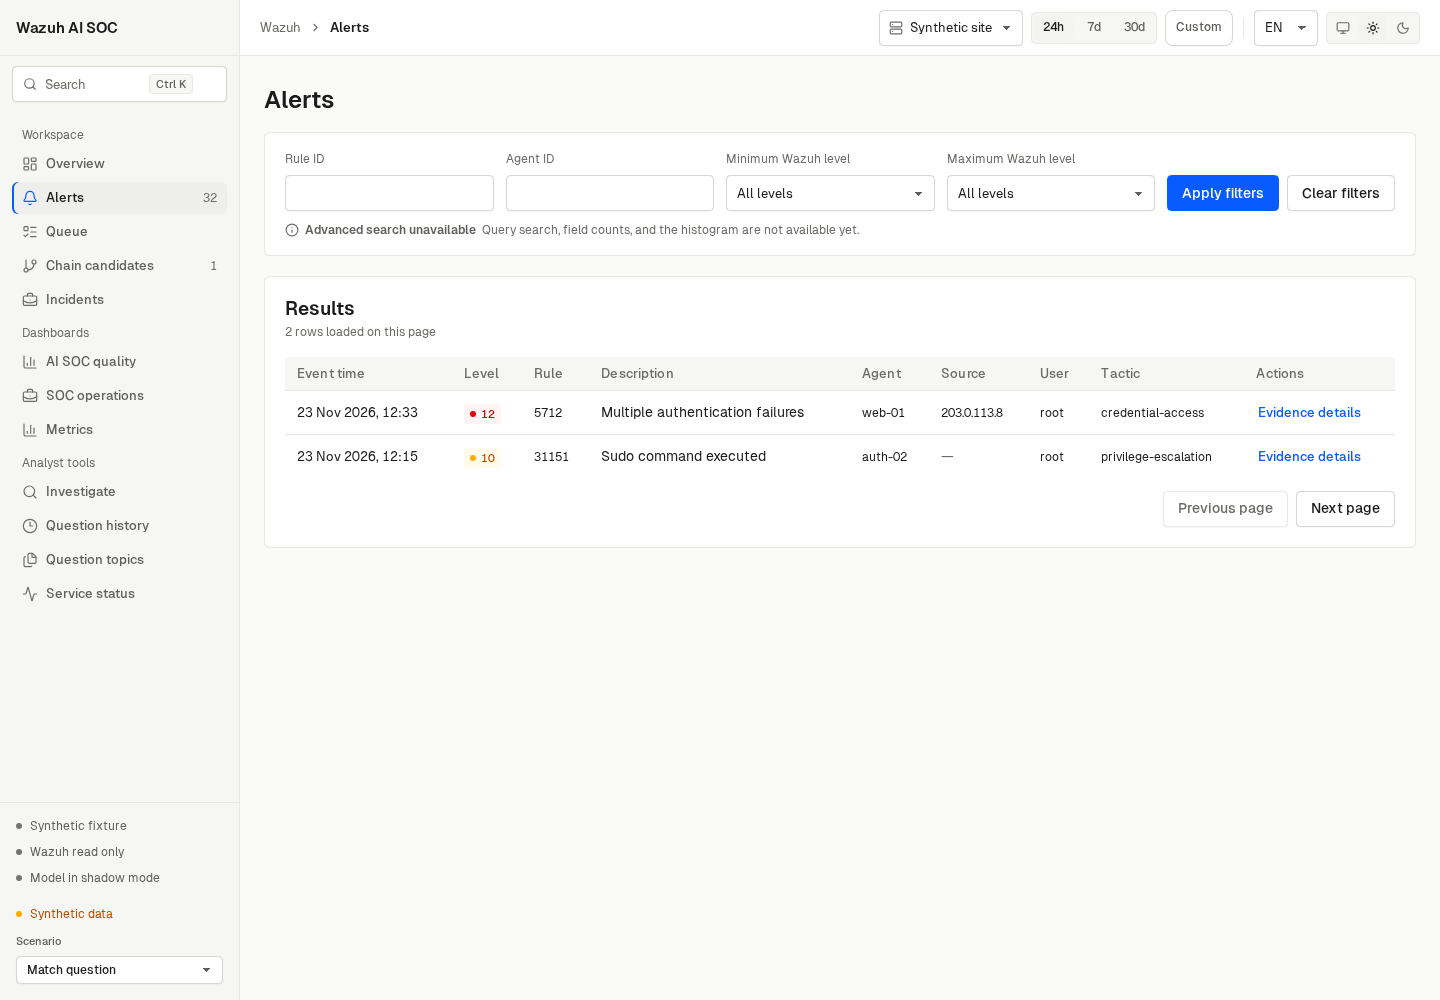 Wazuh AI SOC
Wazuh > Alerts
Synthetic site
24h 7d 30d
Custom
EN
Search Ctrl K
Workspace
Overview
Alerts 32
Queue
Chain candidates 1
Incidents
Dashboards
AI SOC quality
SOC operations
Metrics
Analyst tools
Investigate
Question history
Question topics
Service status
Synthetic fixture
Wazuh read only
Model in shadow mode
Synthetic data
Scenario
Match question
Alerts
Rule ID Agent ID Minimum Wazuh level Maximum Wazuh level
All levels All levels Apply filters Clear filters
Advanced search unavailable Query search, field counts, and the histogram are not available yet.
Results
2 rows loaded on this page
Event time Level Rule Description Agent Source User Tactic Actions
23 Nov 2026, 12:33 12 5712 Multiple authentication failures web-01 203.0.113.8 root credential-access Evidence details
23 Nov 2026, 12:15 10 31151 Sudo command executed auth-02 — root privilege-escalation Evidence details
Previous page Next page